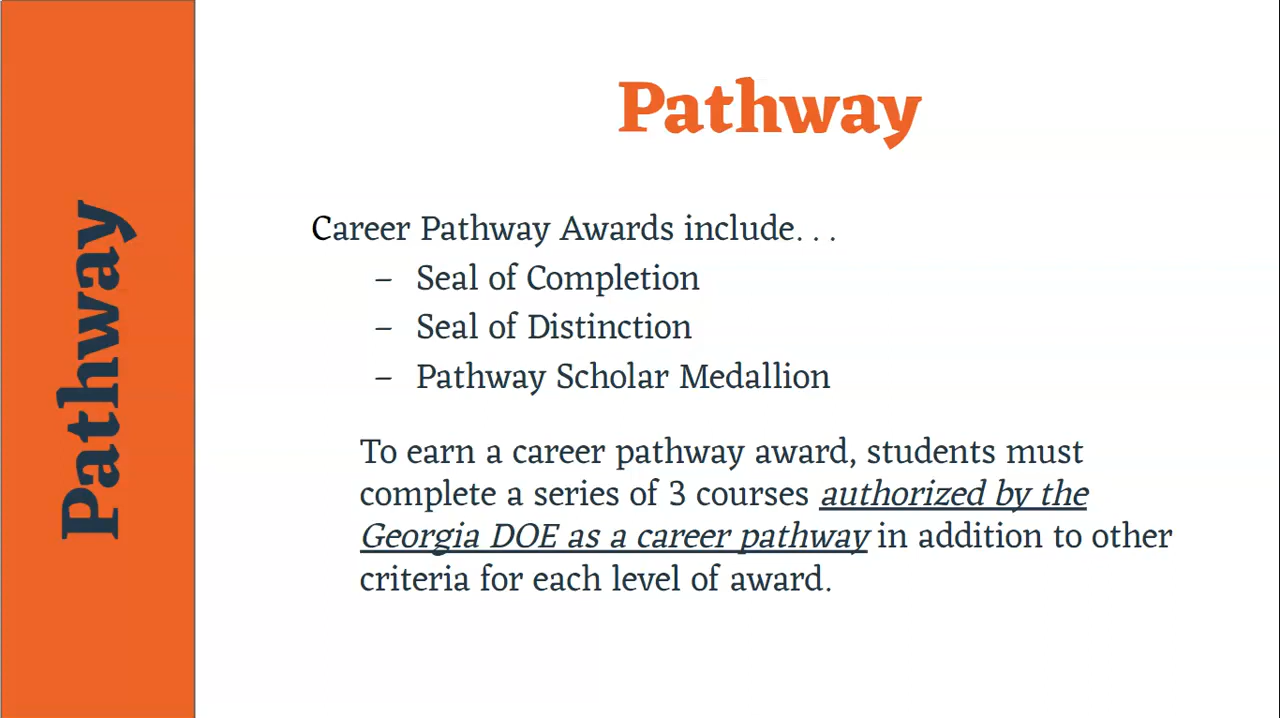 Pathway
Pathway
Career Pathway Awards include. . .
– Seal of Completion
– Seal of Distinction
– Pathway Scholar Medallion
To earn a career pathway award, students must
complete a series of 3 courses authorized by the
Georgia DOE as a career pathway in addition to other
criteria for each level of award.